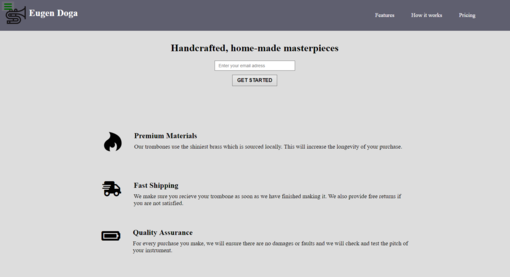 Eugen Doga
Features
How it works
Pricing
Handcrafted, home-made masterpieces
Enter your email adress
GET STARTED
Premium Materials
Our trombones use the shiniest brass which is sourced locally. This will increase the longevity of your purchase.
Fast Shipping
We make sure you recieve your trombone as soon as we have finished making it. We also provide free returns if
you are not satisfied.
Quality Assurance
For every purchase you make, we will ensure there are no damages or faults and we will check and test the pitch of
your instrument.